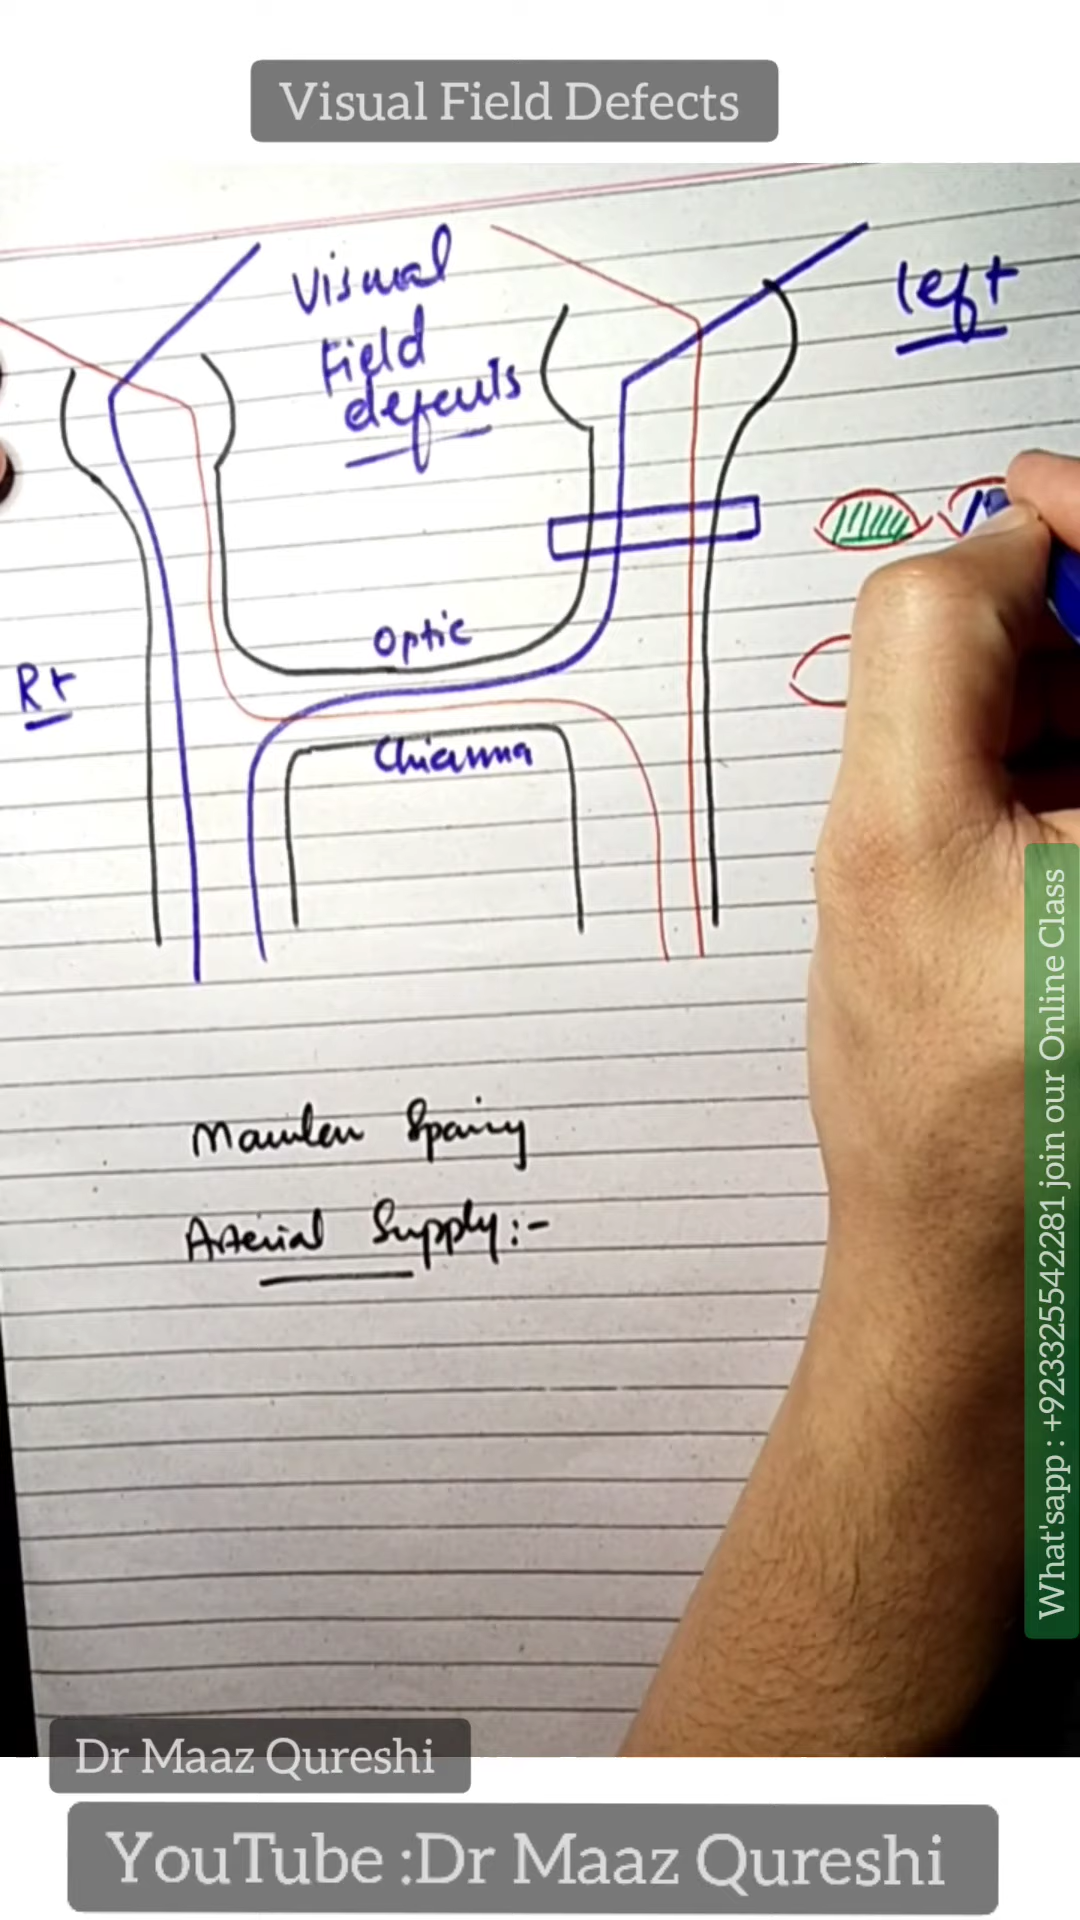 Visual Field Defects
Visual
Field
defects
left
Optic
Rt
Chiasma
Macular Sparing
Arterial Supply:-
What'sapp : +923325542281 join our Online Class
Dr Maaz Qureshi
YouTube :Dr Maaz Qureshi